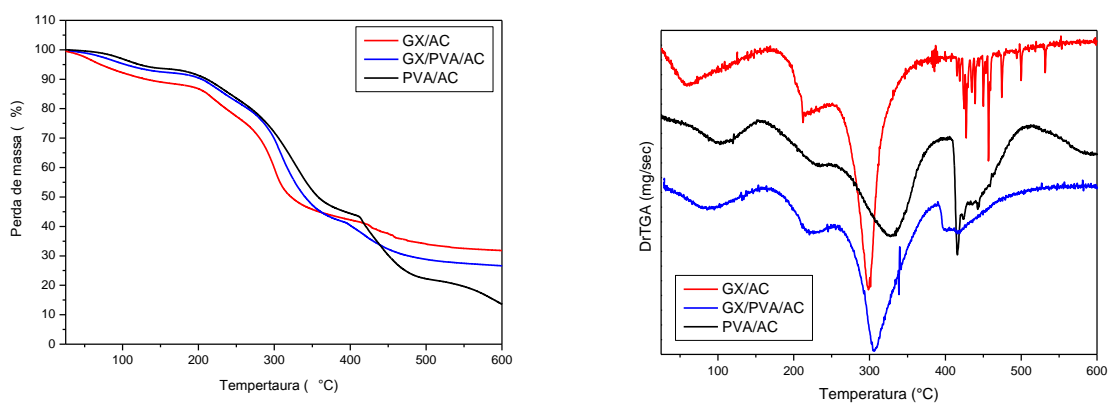 110
100
90
80
70
60
50
40
30
20
10
0
Perda de massa ( %)
GX/AC
GX/PVA/AC
PVA/AC
100 200 300 400 500 600
Tempertaura ( °C)
DrTGA (mg/sec)
GX/AC
GX/PVA/AC
PVA/AC
100 200 300 400 500 600
Temperatura (°C)